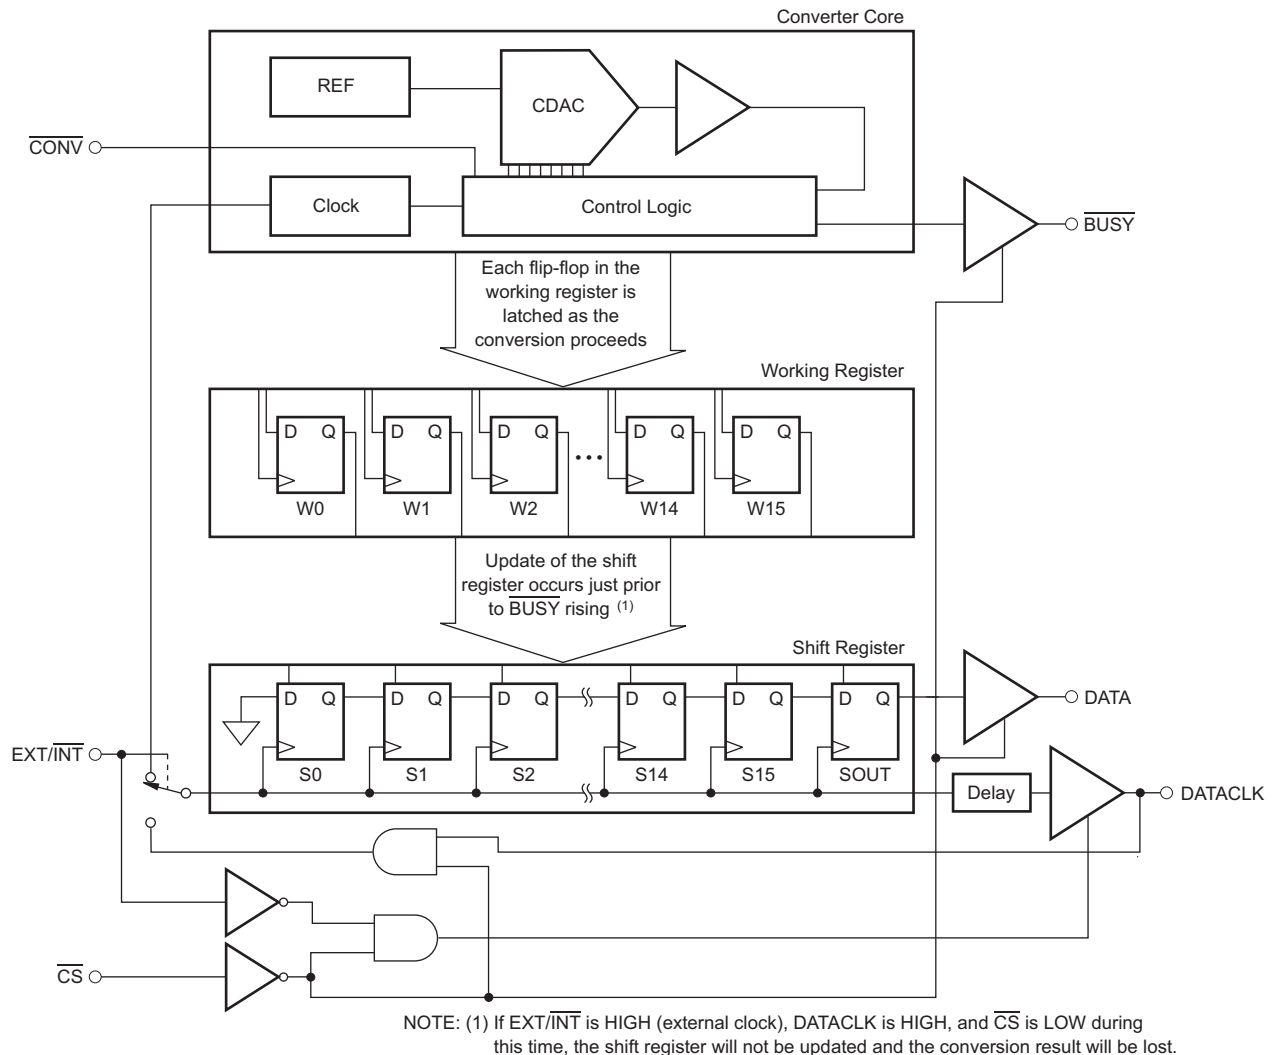 Converter Core
REF
CDAC
CONV
Clock
Control Logic
BUSY
Each flip-flop in the
working register is
latched as the
conversion proceeds
Working Register
D Q D Q D Q ••• D Q D Q
W0 W1 W2 W14 W15
Update of the shift
register occurs just prior
to BUSY rising (1)
Shift Register
D Q D Q D Q D Q D Q D Q
DATA
EXT/INT
S0 S1 S2 S14 S15 SOUT
Delay
DATACLK
CS
NOTE: (1) If EXT/INT is HIGH (external clock), DATACLK is HIGH, and CS is LOW during
this time, the shift register will not be updated and the conversion result will be lost.